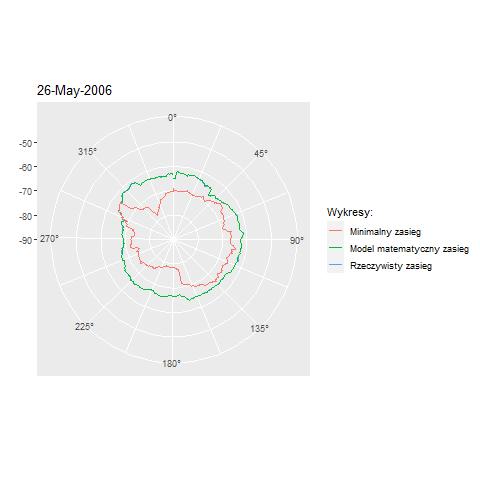 26-May-2006
0°
315°
45°
-50
-60
-70
-80
-90
270°
90°
225°
135°
180°
Wykresy:
Minimalny zasieg
Model matematyczny zasieg
Rzeczywisty zasieg